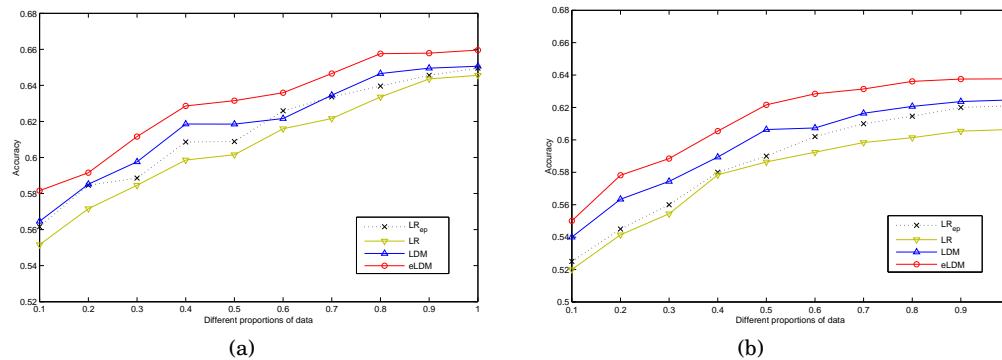 0.68
0.66
0.64
0.62
0.6
0.58
0.56
0.54
0.52
Accuracy
0.1 0.2 0.3 0.4 0.5 0.6 0.7 0.8 0.9 1
Different proportions of data
LRep
LR
LDM
eLDM
(a)
0.68
0.66
0.64
0.62
0.6
0.58
0.56
0.54
0.52
0.5
Accuracy
0.1 0.2 0.3 0.4 0.5 0.6 0.7 0.8 0.9
Different proportions of data
LRep
LR
LDM
eLDM
(b)